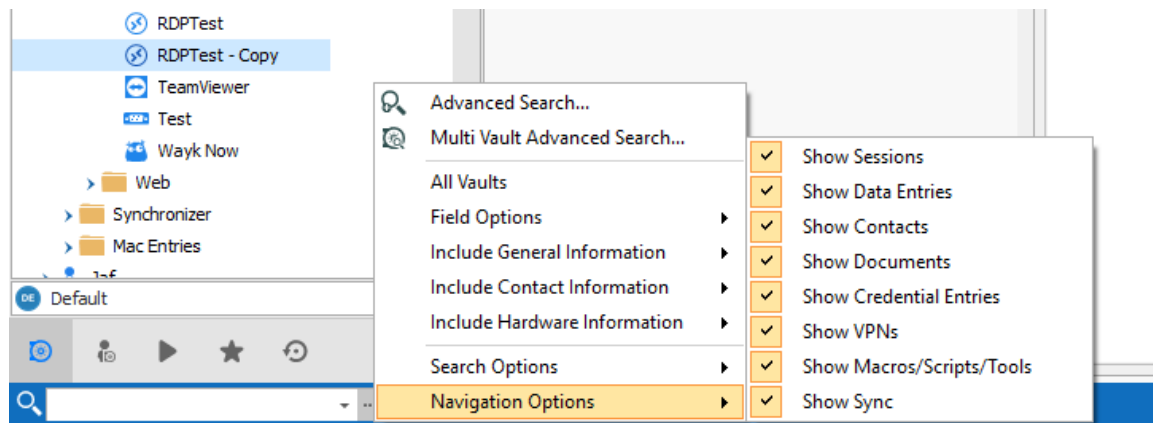 RDPTest
RDPTest - Copy
TeamViewer
Test
Wayk Now
Web
Synchronizer
Mac Entries
DE Default
Advanced Search...
Multi Vault Advanced Search...
All Vaults
Field Options
Include General Information
Include Contact Information
Include Hardware Information
Search Options
Navigation Options
Show Sessions
Show Data Entries
Show Contacts
Show Documents
Show Credential Entries
Show VPNs
Show Macros/Scripts/Tools
Show Sync